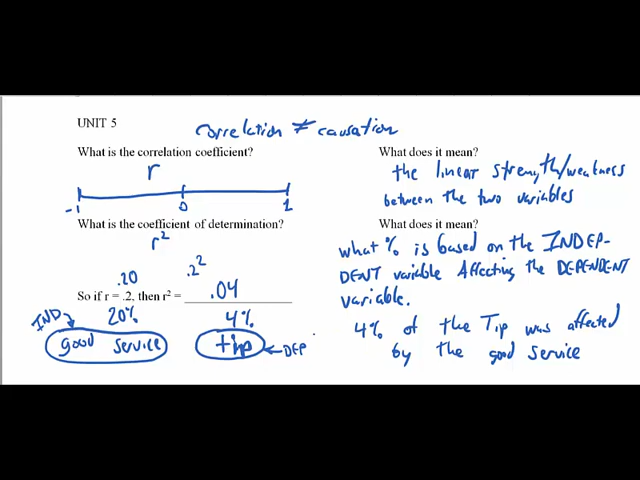 UNIT 5
correlation ≠ causation
What is the correlation coefficient?
What does it mean?
r
the linear strength/weakness
between the two variables
-1 0 1
What is the coefficient of determination?
What does it mean?
r²
what % is based on the INDEP-
DENT variable Affecting the DEPENDENT
variable.
.20
.2²
So if r = .2, then r² = .04
20%
4%
IND
good service
tip
DEP
4% of the Tip was affected
by the good service